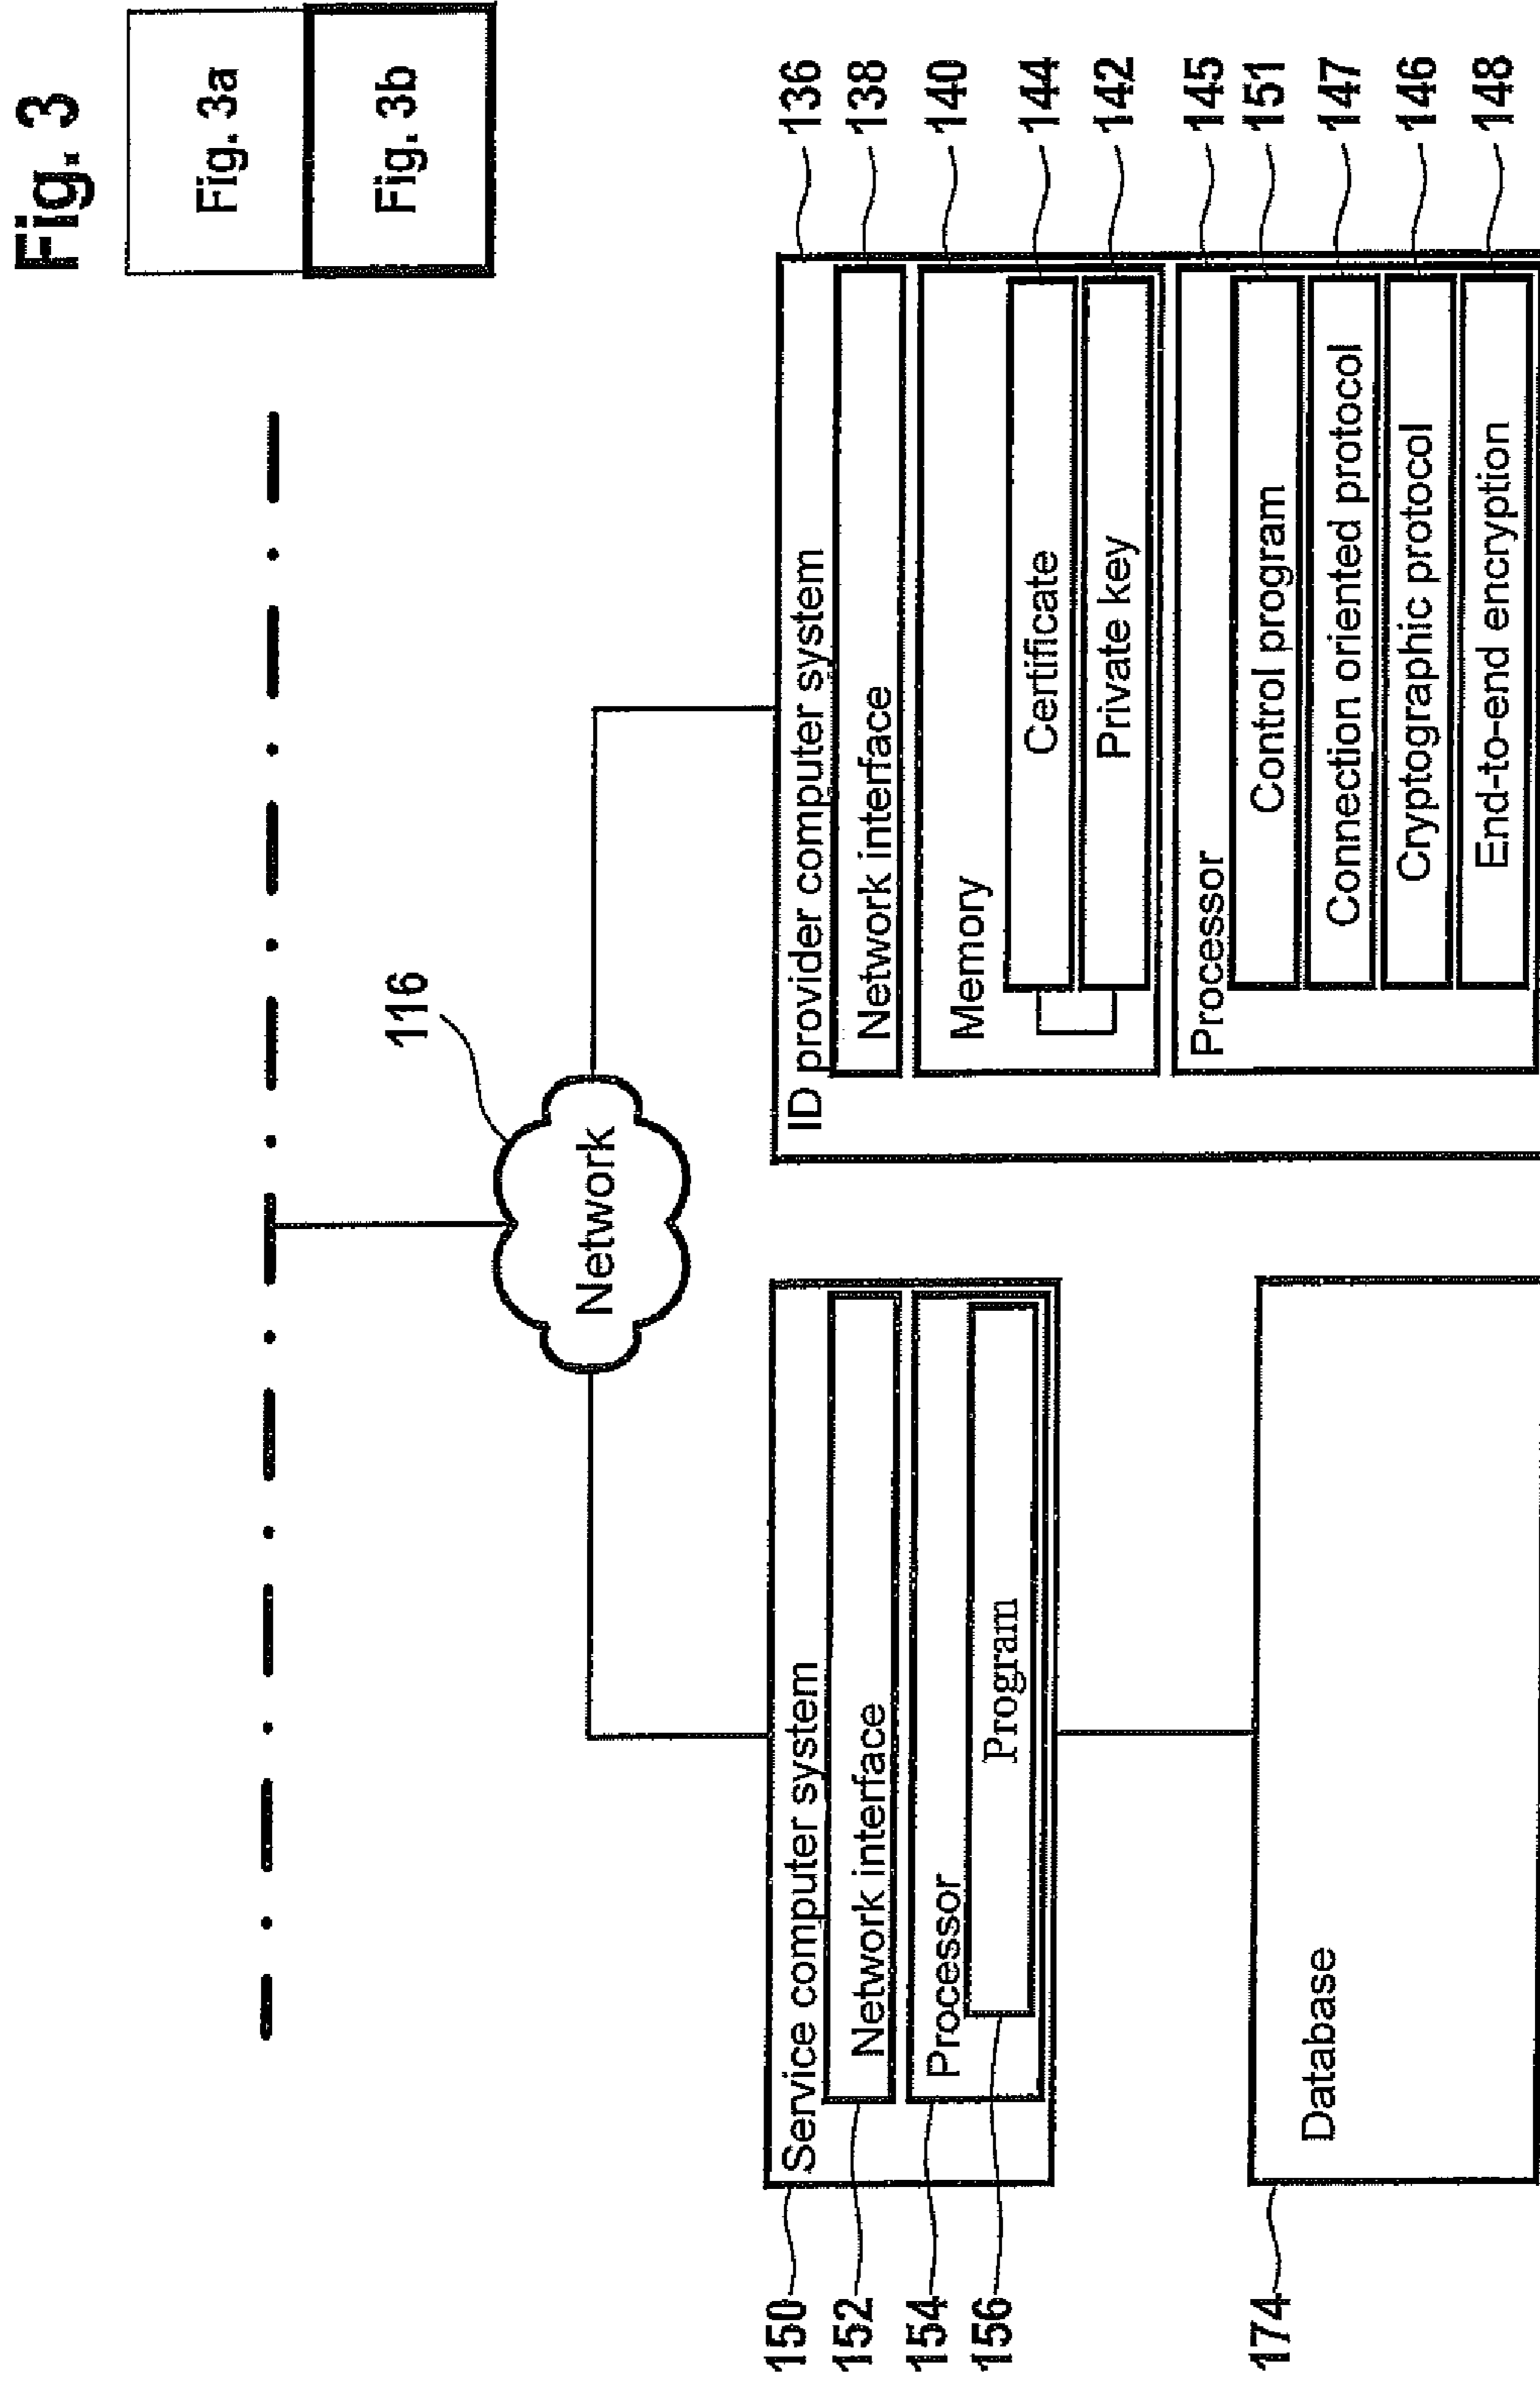 Fig. 3
Fig. 3a
Fig. 3b
116
Network
150
Service computer system
152
Network interface
154
Processor
156
Program
174
Database
ID provider computer system
136
Network interface
138
Memory
140
Certificate
144
Private key
142
Processor
145
Control program
151
Connection oriented protocol
147
Cryptographic protocol
146
End-to-end encryption
148